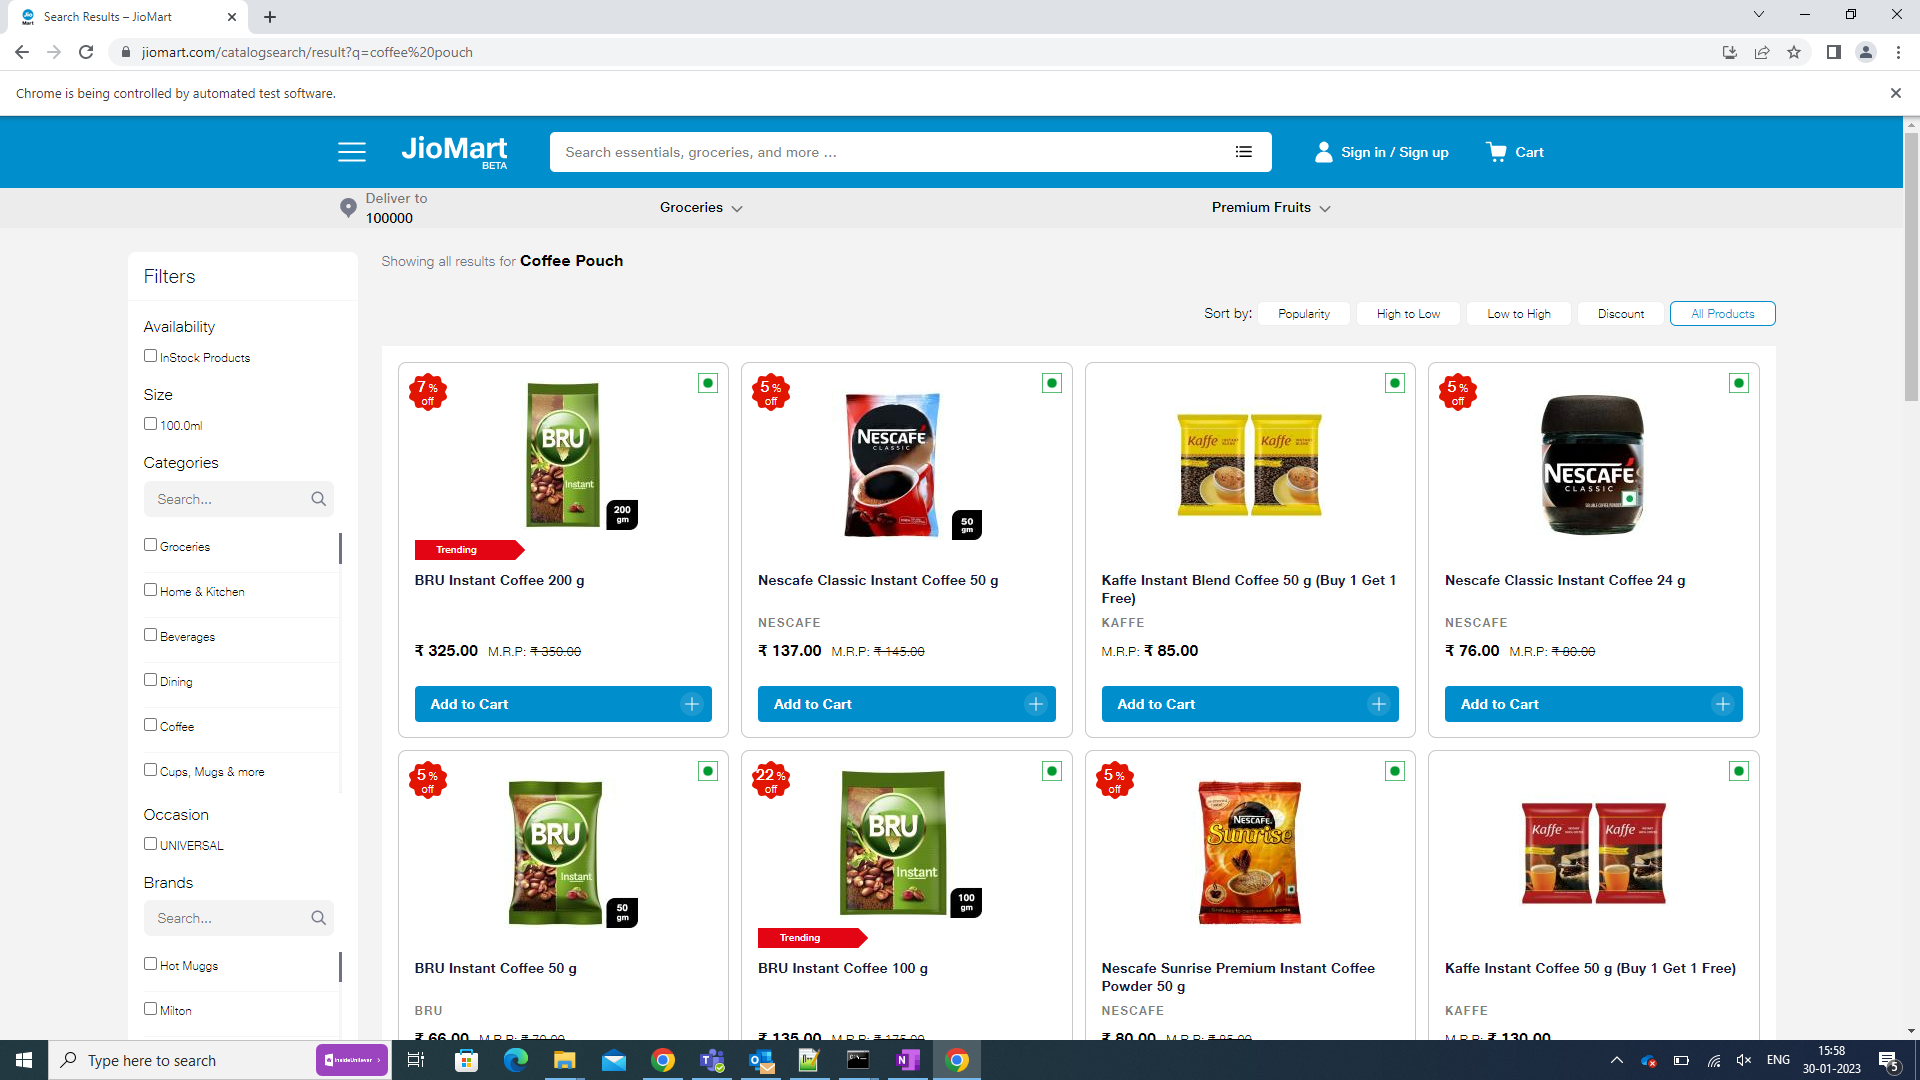 Search Results – JioMart
jiomart.com/catalogsearch/result?q=coffee%20pouch
Chrome is being controlled by automated test software.
JioMart
BETA
Search essentials, groceries, and more ...
Sign in / Sign up
Cart
Deliver to
100000
Groceries
Premium Fruits
Filters
Showing all results for Coffee Pouch
Sort by: Popularity High to Low Low to High Discount All Products
Availability
InStock Products
Size
100.0ml
Categories
Search...
Groceries
Home & Kitchen
Beverages
Dining
Coffee
Cups, Mugs & more
Occasion
UNIVERSAL
Brands
Search...
Hot Muggs
Milton
7 % off
BRU
Instant
200 gm
Trending
BRU Instant Coffee 200 g
₹ 325.00 M.R.P: ₹ 350.00
Add to Cart
5 % off
NESCAFÉ
CLASSIC
50 gm
Nescafe Classic Instant Coffee 50 g
NESCAFE
₹ 137.00 M.R.P: ₹ 145.00
Add to Cart
Kaffe Kaffe
Kaffe Instant Blend Coffee 50 g (Buy 1 Get 1
Free)
KAFFE
M.R.P: ₹ 85.00
Add to Cart
5 % off
NESCAFÉ
CLASSIC
Nescafe Classic Instant Coffee 24 g
NESCAFE
₹ 76.00 M.R.P: ₹ 80.00
Add to Cart
5 % off
BRU
Instant
50 gm
BRU Instant Coffee 50 g
BRU
₹ 66.00 M.R.P: ₹ 70.00
22 % off
BRU
Instant
100 gm
Trending
BRU Instant Coffee 100 g
₹ 135.00 M.R.P: ₹ 175.00
5 % off
NESCAFÉ
Sunrise
Nescafe Sunrise Premium Instant Coffee
Powder 50 g
NESCAFE
₹ 80.00 M.R.P: ₹ 85.00
Kaffe Kaffe
Kaffe Instant Coffee 50 g (Buy 1 Get 1 Free)
KAFFE
M.R.P: ₹ 130.00
Type here to search
InsideUnilever
ENG
15:58
30-01-2023
5